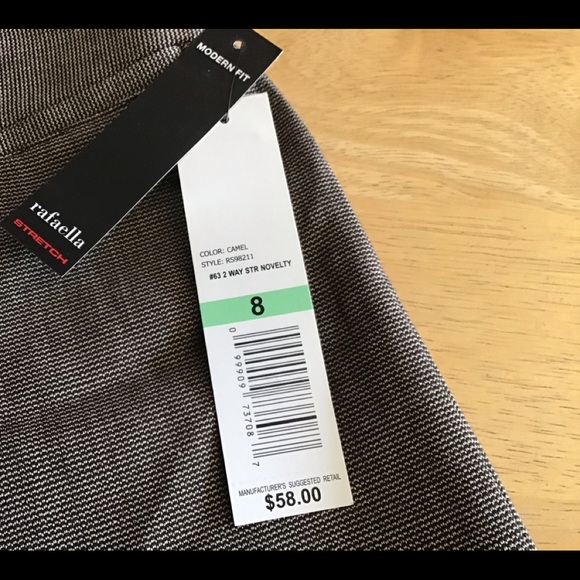 MODERN FIT
rafaella
STRETCH
COLOR: CAMEL
STYLE: RS98211
#63 2 WAY STR NOVELTY
8
0 99909 73708 7
MANUFACTURER'S SUGGESTED RETAIL
$58.00